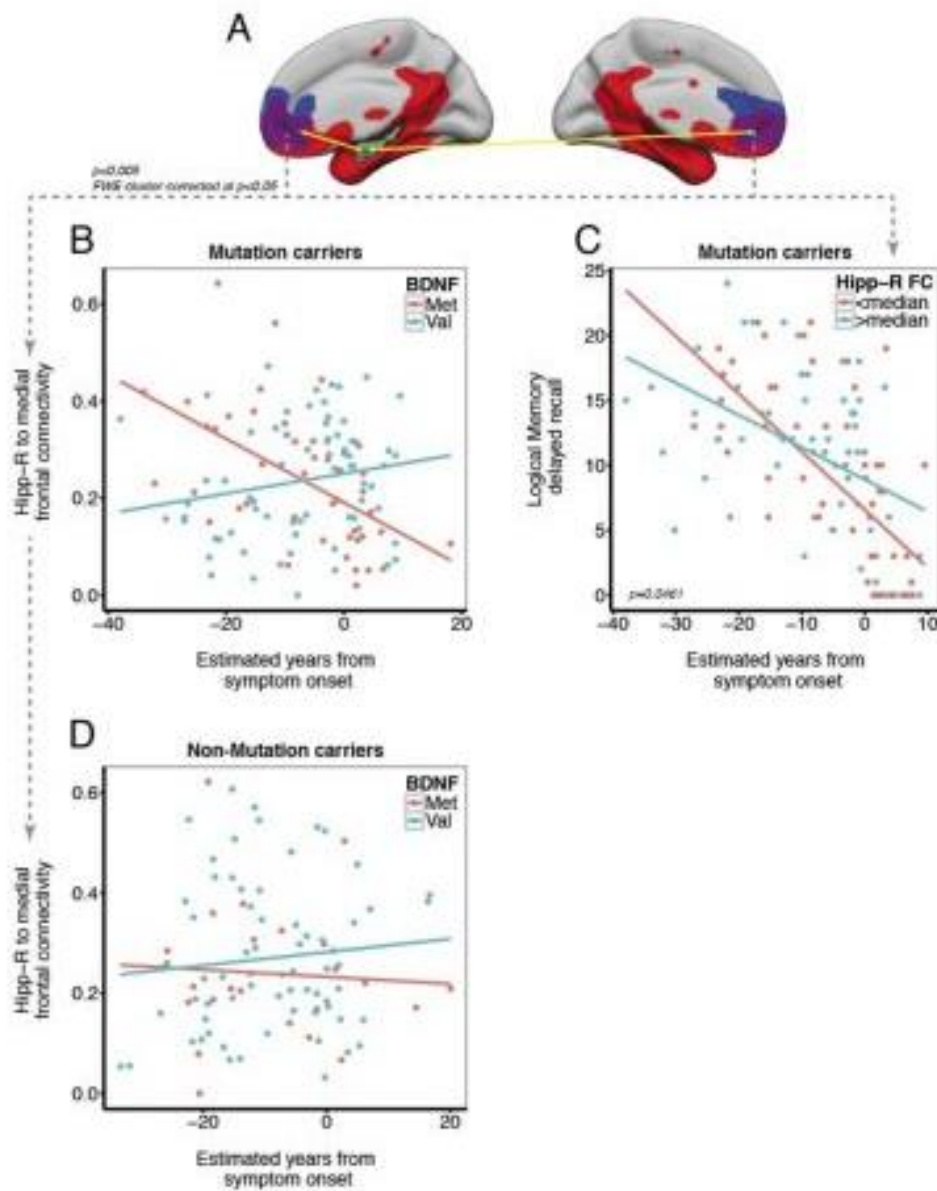 A
p=0.005
FWE cluster corrected at p<0.05
B
Mutation carriers
BDNF
Met
Val
Hipp-R to medial
frontal connectivity
0.6
0.4
0.2
0.0
−40
−20
0
20
Estimated years from
symptom onset
C
Mutation carriers
Hipp-R FC
<median
>median
Logical Memory
delayed recall
25
20
15
10
5
0
p=0.0461
−40
−30
−20
−10
0
10
Estimated years from
symptom onset
D
Non-Mutation carriers
BDNF
Met
Val
Hipp-R to medial
frontal connectivity
0.6
0.4
0.2
0.0
−20
0
20
Estimated years from
symptom onset